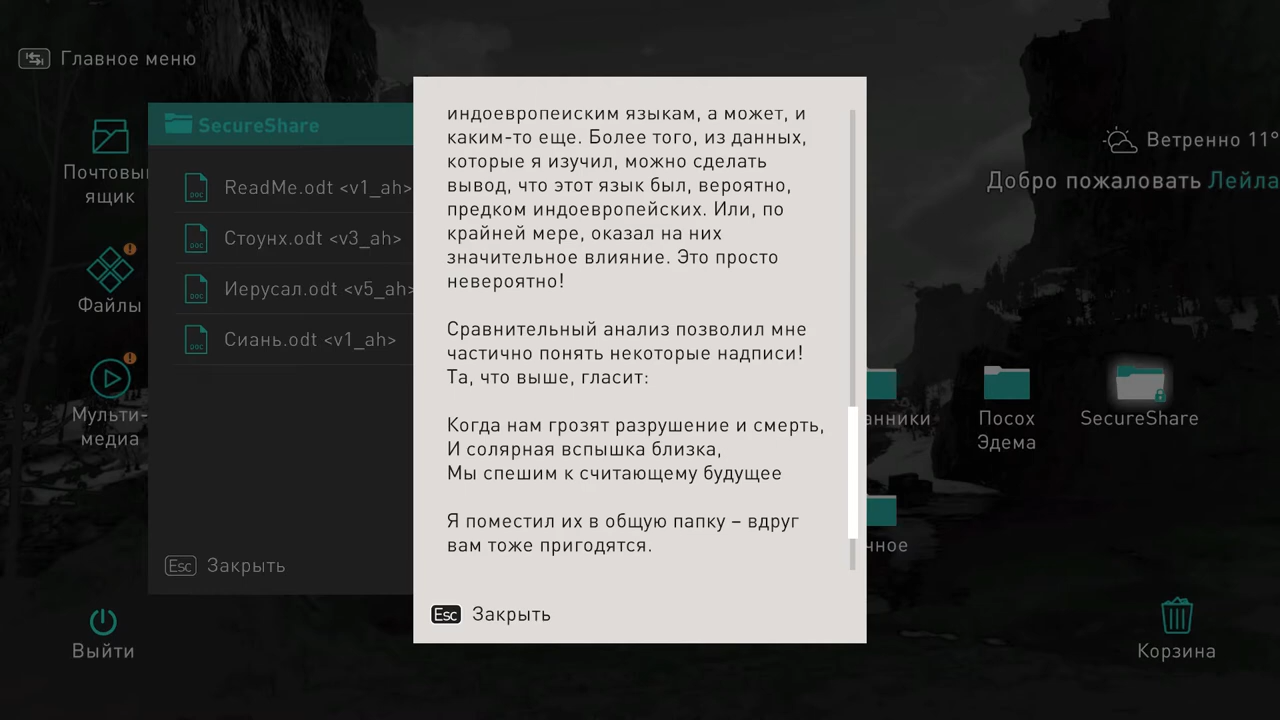 Главное меню
SecureShare
Почтовы
ящик
Файлы
Мульти-
медиа
Выйти
ReadMe.odt <v1_ah>
Стоунх.odt <v3_ah>
Иерусал.odt <v5_ah>
Сиань.odt <v1_ah>
Esc Закрыть
индоевропейским языкам, а может, и
каким-то еще. Более того, из данных,
которые я изучил, можно сделать
вывод, что этот язык был, вероятно,
предком индоевропейских. Или, по
крайней мере, оказал на них
значительное влияние. Это просто
невероятно!
Сравнительный анализ позволил мне
частично понять некоторые надписи!
Та, что выше, гласит:
Когда нам грозят разрушение и смерть,
И солярная вспышка близка,
Мы спешим к считающему будущее
Я поместил их в общую папку – вдруг
вам тоже пригодятся.
Esc Закрыть
Ветренно 11°
Добро пожаловать Лейла
анники
Посох
Эдема
SecureShare
чное
Корзина